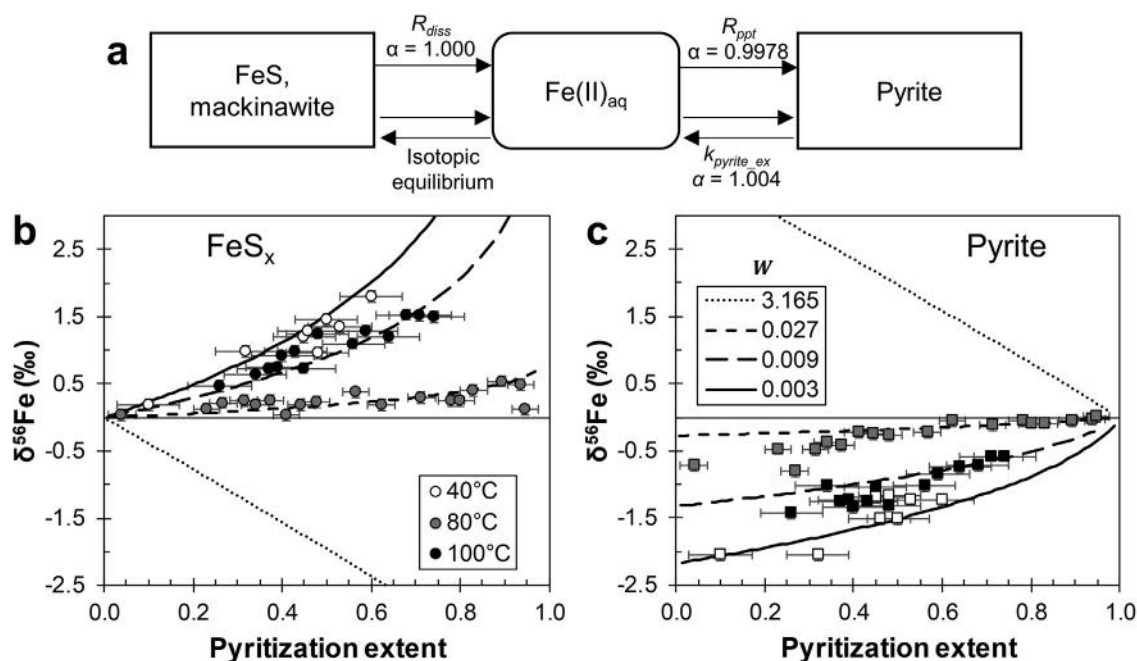 a
R_diss
α = 1.000
R_ppt
α = 0.9978
FeS,
mackinawite
Fe(II)aq
Pyrite
Isotopic
equilibrium
k_pyrite_ex
α = 1.004
b
FeSx
δ56Fe (‰)
2.5
1.5
0.5
-0.5
-1.5
-2.5
40°C
80°C
100°C
0.0
0.2
0.4
0.6
0.8
1.0
Pyritization extent
c
Pyrite
W
3.165
0.027
0.009
0.003
δ56Fe (‰)
2.5
1.5
0.5
-0.5
-1.5
-2.5
0.0
0.2
0.4
0.6
0.8
1.0
Pyritization extent